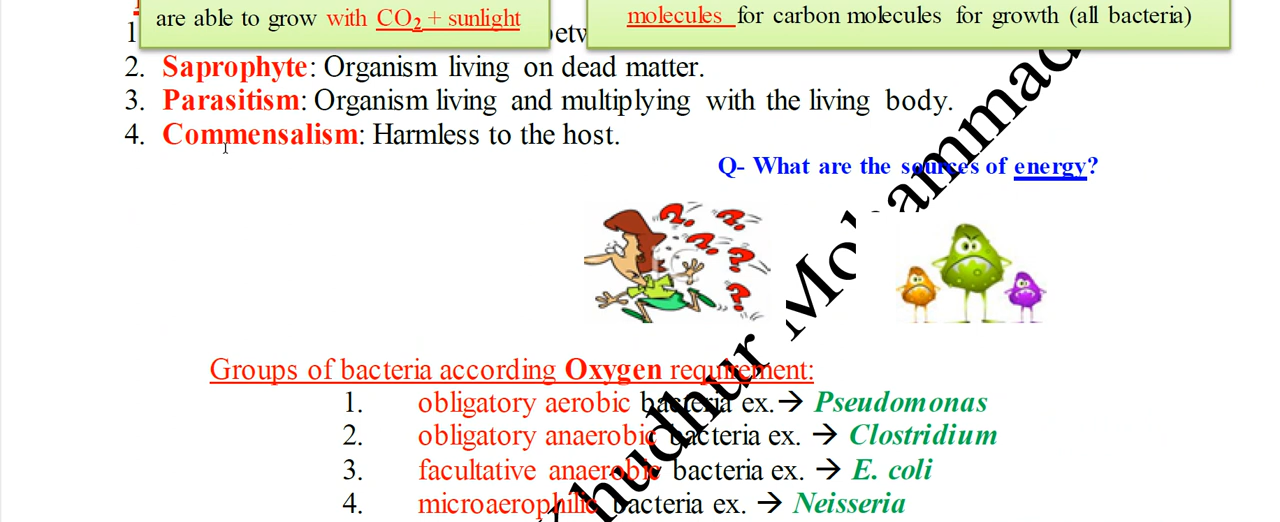 are able to grow with CO₂ + sunlight
molecules for carbon molecules for growth (all bacteria)
1
2. Saprophyte: Organism living on dead matter.
3. Parasitism: Organism living and multiplying with the living body.
4. Commensalism: Harmless to the host.
Q- What are the sources of energy?
Groups of bacteria according Oxygen requirement:
1. obligatory aerobic bacteria ex.→ Pseudomonas
2. obligatory anaerobic bacteria ex. → Clostridium
3. facultative anaerobic bacteria ex. → E. coli
4. microaerophilic bacteria ex. → Neisseria